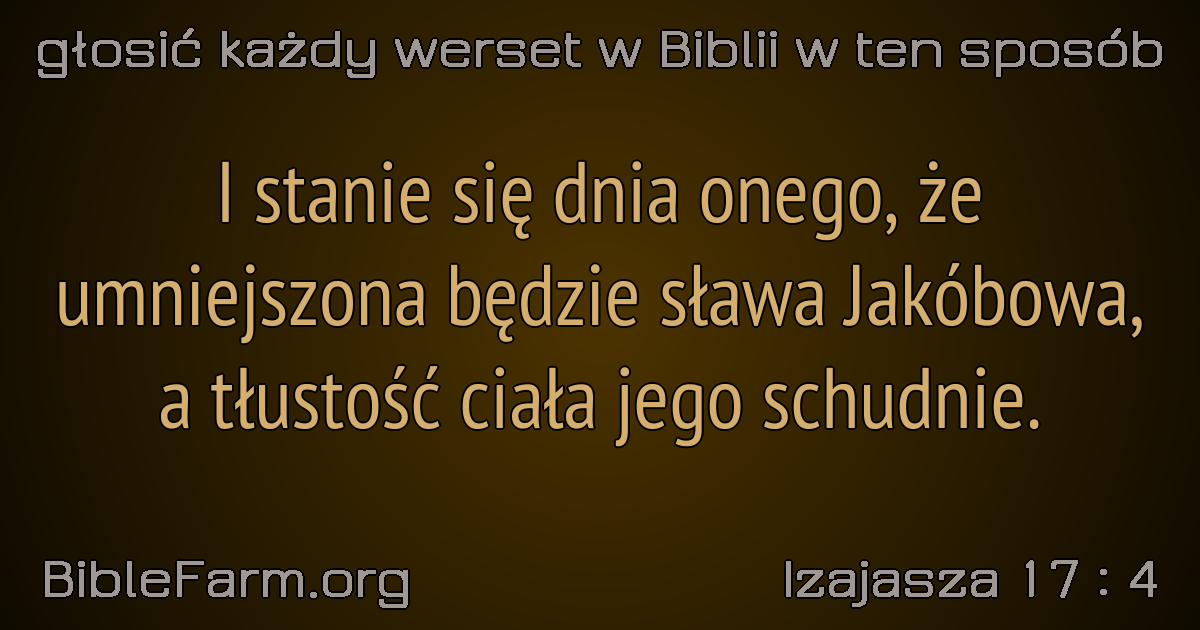 głosić każdy werset w Biblii w ten sposób
I stanie się dnia onego, że
umniejszona będzie sława Jakóbowa,
a tłustość ciała jego schudnie.
BibleFarm.org
Izajasza 17 : 4